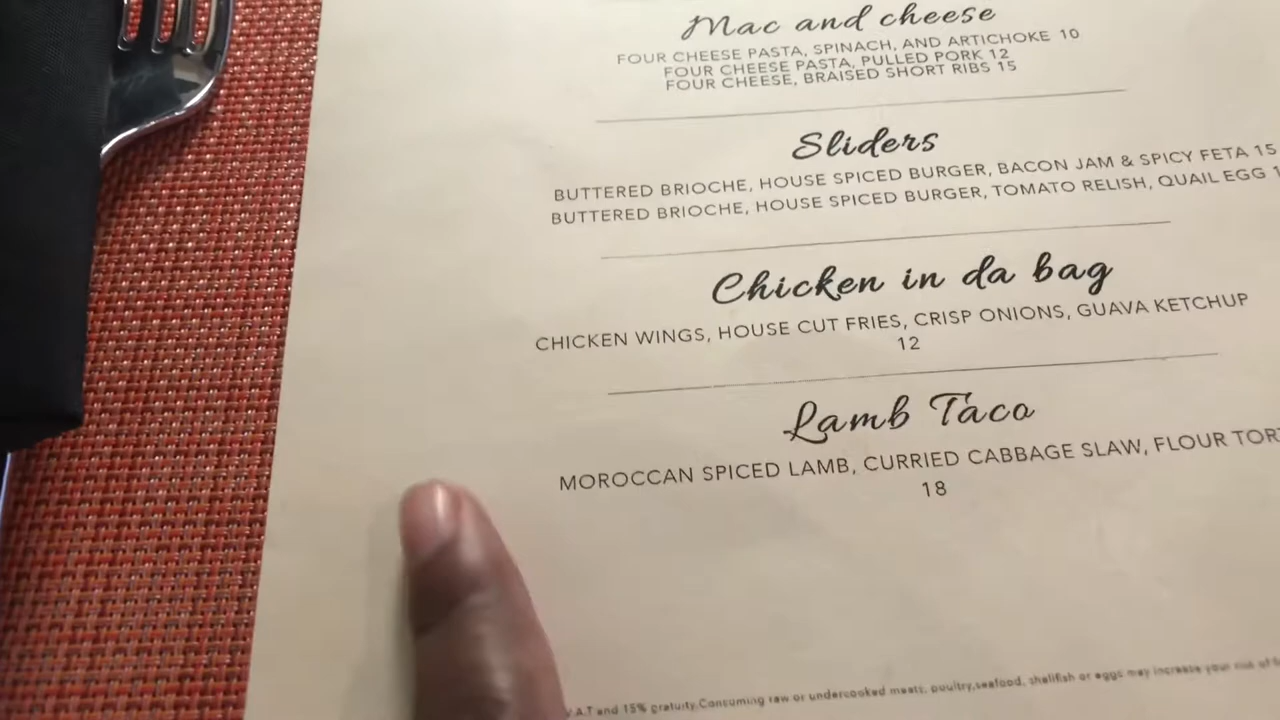 Mac and cheese
FOUR CHEESE PASTA, SPINACH, AND ARTICHOKE 10
FOUR CHEESE PASTA, PULLED PORK 12
FOUR CHEESE, BRAISED SHORT RIBS 15
Sliders
BUTTERED BRIOCHE, HOUSE SPICED BURGER, BACON JAM & SPICY FETA 15
BUTTERED BRIOCHE, HOUSE SPICED BURGER, TOMATO RELISH, QUAIL EGG
Chicken in da bag
CHICKEN WINGS, HOUSE CUT FRIES, CRISP ONIONS, GUAVA KETCHUP
12
Lamb Taco
MOROCCAN SPICED LAMB, CURRIED CABBAGE SLAW, FLOUR
18
V.A.T and 15% gratuity.Consuming raw or undercooked meats, poultry,seafood, shellfish or eggs may increase your risk of